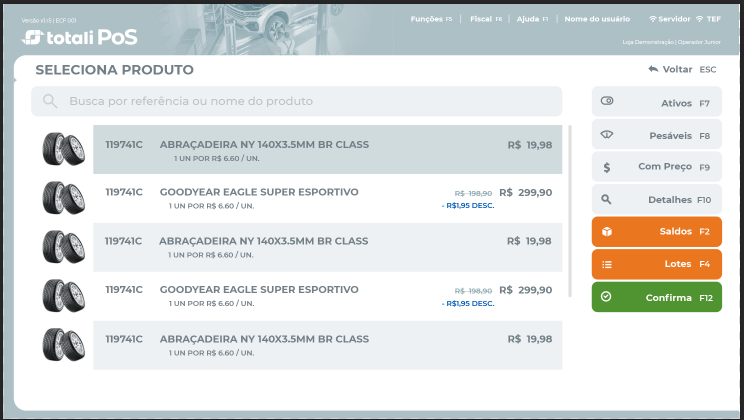 Funções F5 | Fiscal F8 | Ajuda F1 | Nome do usuário Servidor TEF
Versão v1.r5 | ECF 001
totali PoS
Loja Demonstração | Operador Junior
SELECIONA PRODUTO
Voltar ESC
Busca por referência ou nome do produto
119741C ABRAÇADEIRA NY 140X3.5MM BR CLASS R$ 19,98
1 UN POR R$ 6.60 / UN.
119741C GOODYEAR EAGLE SUPER ESPORTIVO R$ 198,90 R$ 299,90
1 UN POR R$ 6.60 / UN. - R$1,95 DESC.
119741C ABRAÇADEIRA NY 140X3.5MM BR CLASS R$ 19,98
1 UN POR R$ 6.60 / UN.
119741C GOODYEAR EAGLE SUPER ESPORTIVO R$ 198,90 R$ 299,90
1 UN POR R$ 6.60 / UN. - R$1,95 DESC.
119741C ABRAÇADEIRA NY 140X3.5MM BR CLASS R$ 19,98
1 UN POR R$ 6.60 / UN.
Ativos F7
Pesáveis F8
$ Com Preço F9
Detalhes F10
Saldos F2
Lotes F4
Confirma F12